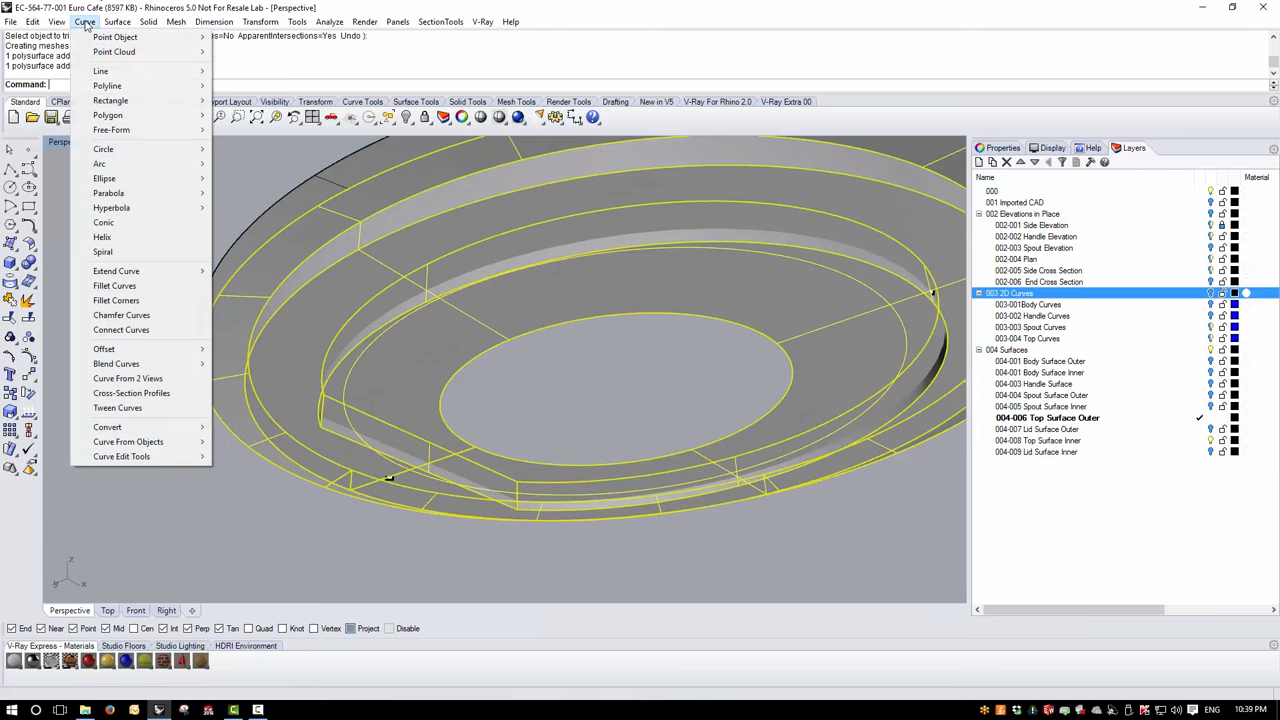 EC-564-77-001 Euro Cafe (8597 KB) - Rhinoceros 5.0 Not For Resale Lab - [Perspective]
File Edit View Curve Surface Solid Mesh Dimension Transform Tools Analyze Render Panels SectionTools V-Ray Help
Select object to tri
es=No ApparentIntersections=Yes Undo ):
Creating meshes
1 polysurface add
1 polysurface add
Command:
Standard CPlan
port Layout Visibility Transform Curve Tools Surface Tools Solid Tools Mesh Tools Render Tools Drafting New in V5 V-Ray For Rhino 2.0 V-Ray Extra 00
Perspe
Point Object
Point Cloud
Line
Polyline
Rectangle
Polygon
Free-Form
Circle
Arc
Ellipse
Parabola
Hyperbola
Conic
Helix
Spiral
Extend Curve
Fillet Curves
Fillet Corners
Chamfer Curves
Connect Curves
Offset
Blend Curves
Curve From 2 Views
Cross-Section Profiles
Tween Curves
Convert
Curve From Objects
Curve Edit Tools
Properties Display Help Layers
Name Material
000
001 Imported CAD
002 Elevations in Place
002-001 Side Elevation
002-002 Handle Elevation
002-003 Spout Elevation
002-004 Plan
002-005 Side Cross Section
002-006 End Cross Section
003 2D Curves
003-001Body Curves
003-002 Handle Curves
003-003 Spout Curves
003-004 Top Curves
004 Surfaces
004-001 Body Surface Outer
004-001 Body Surface Inner
004-003 Handle Surface
004-004 Spout Surface Outer
004-005 Spout Surface Inner
004-006 Top Surface Outer
004-007 Lid Surface Outer
004-008 Top Surface Inner
004-009 Lid Surface Inner
z
y x
Perspective Top Front Right
End Near Point Mid Cen Int Perp Tan Quad Knot Vertex Project Disable
V-Ray Express - Materials Studio Floors Studio Lighting HDRI Environment
ENG 10:39 PM